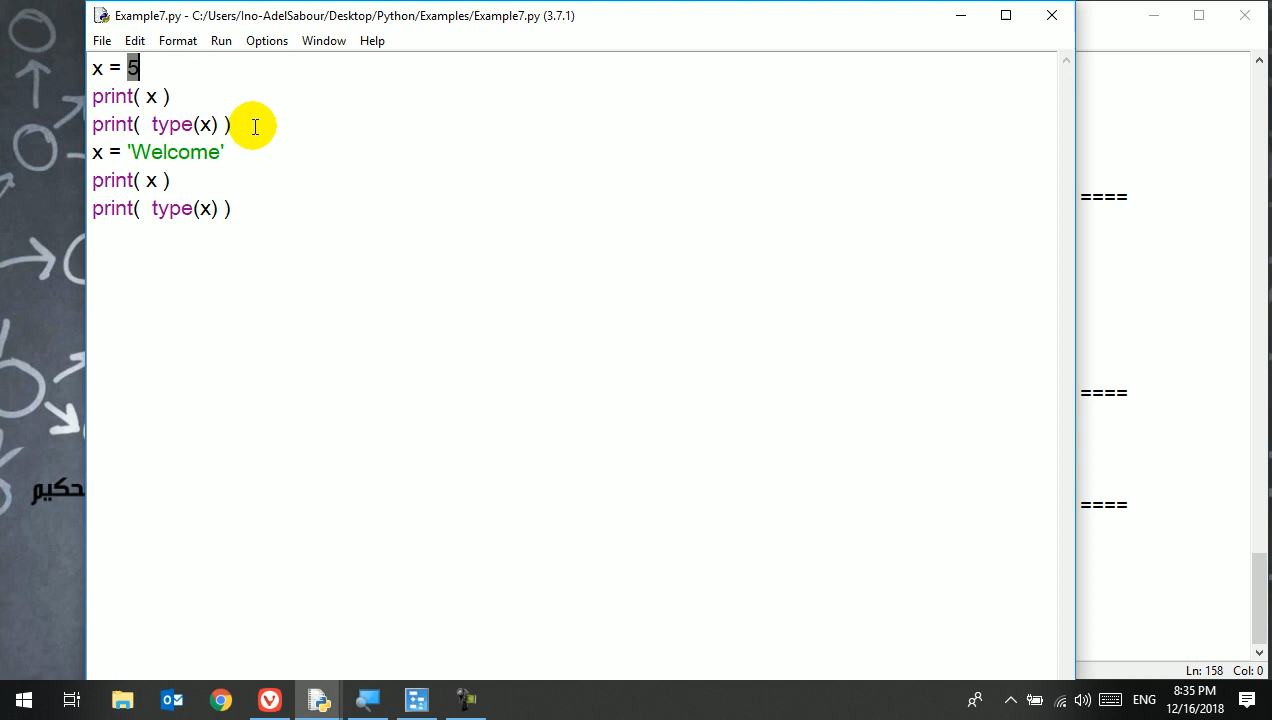 Example7.py - C:/Users/Ino-AdelSabour/Desktop/Python/Examples/Example7.py (3.7.1)
File Edit Format Run Options Window Help
x = 5
print( x )
print(  type(x) )
x = 'Welcome'
print( x )
print(  type(x) )
====
====
====
حكيم
Ln: 158 Col: 0
ENG
8:35 PM
12/16/2018